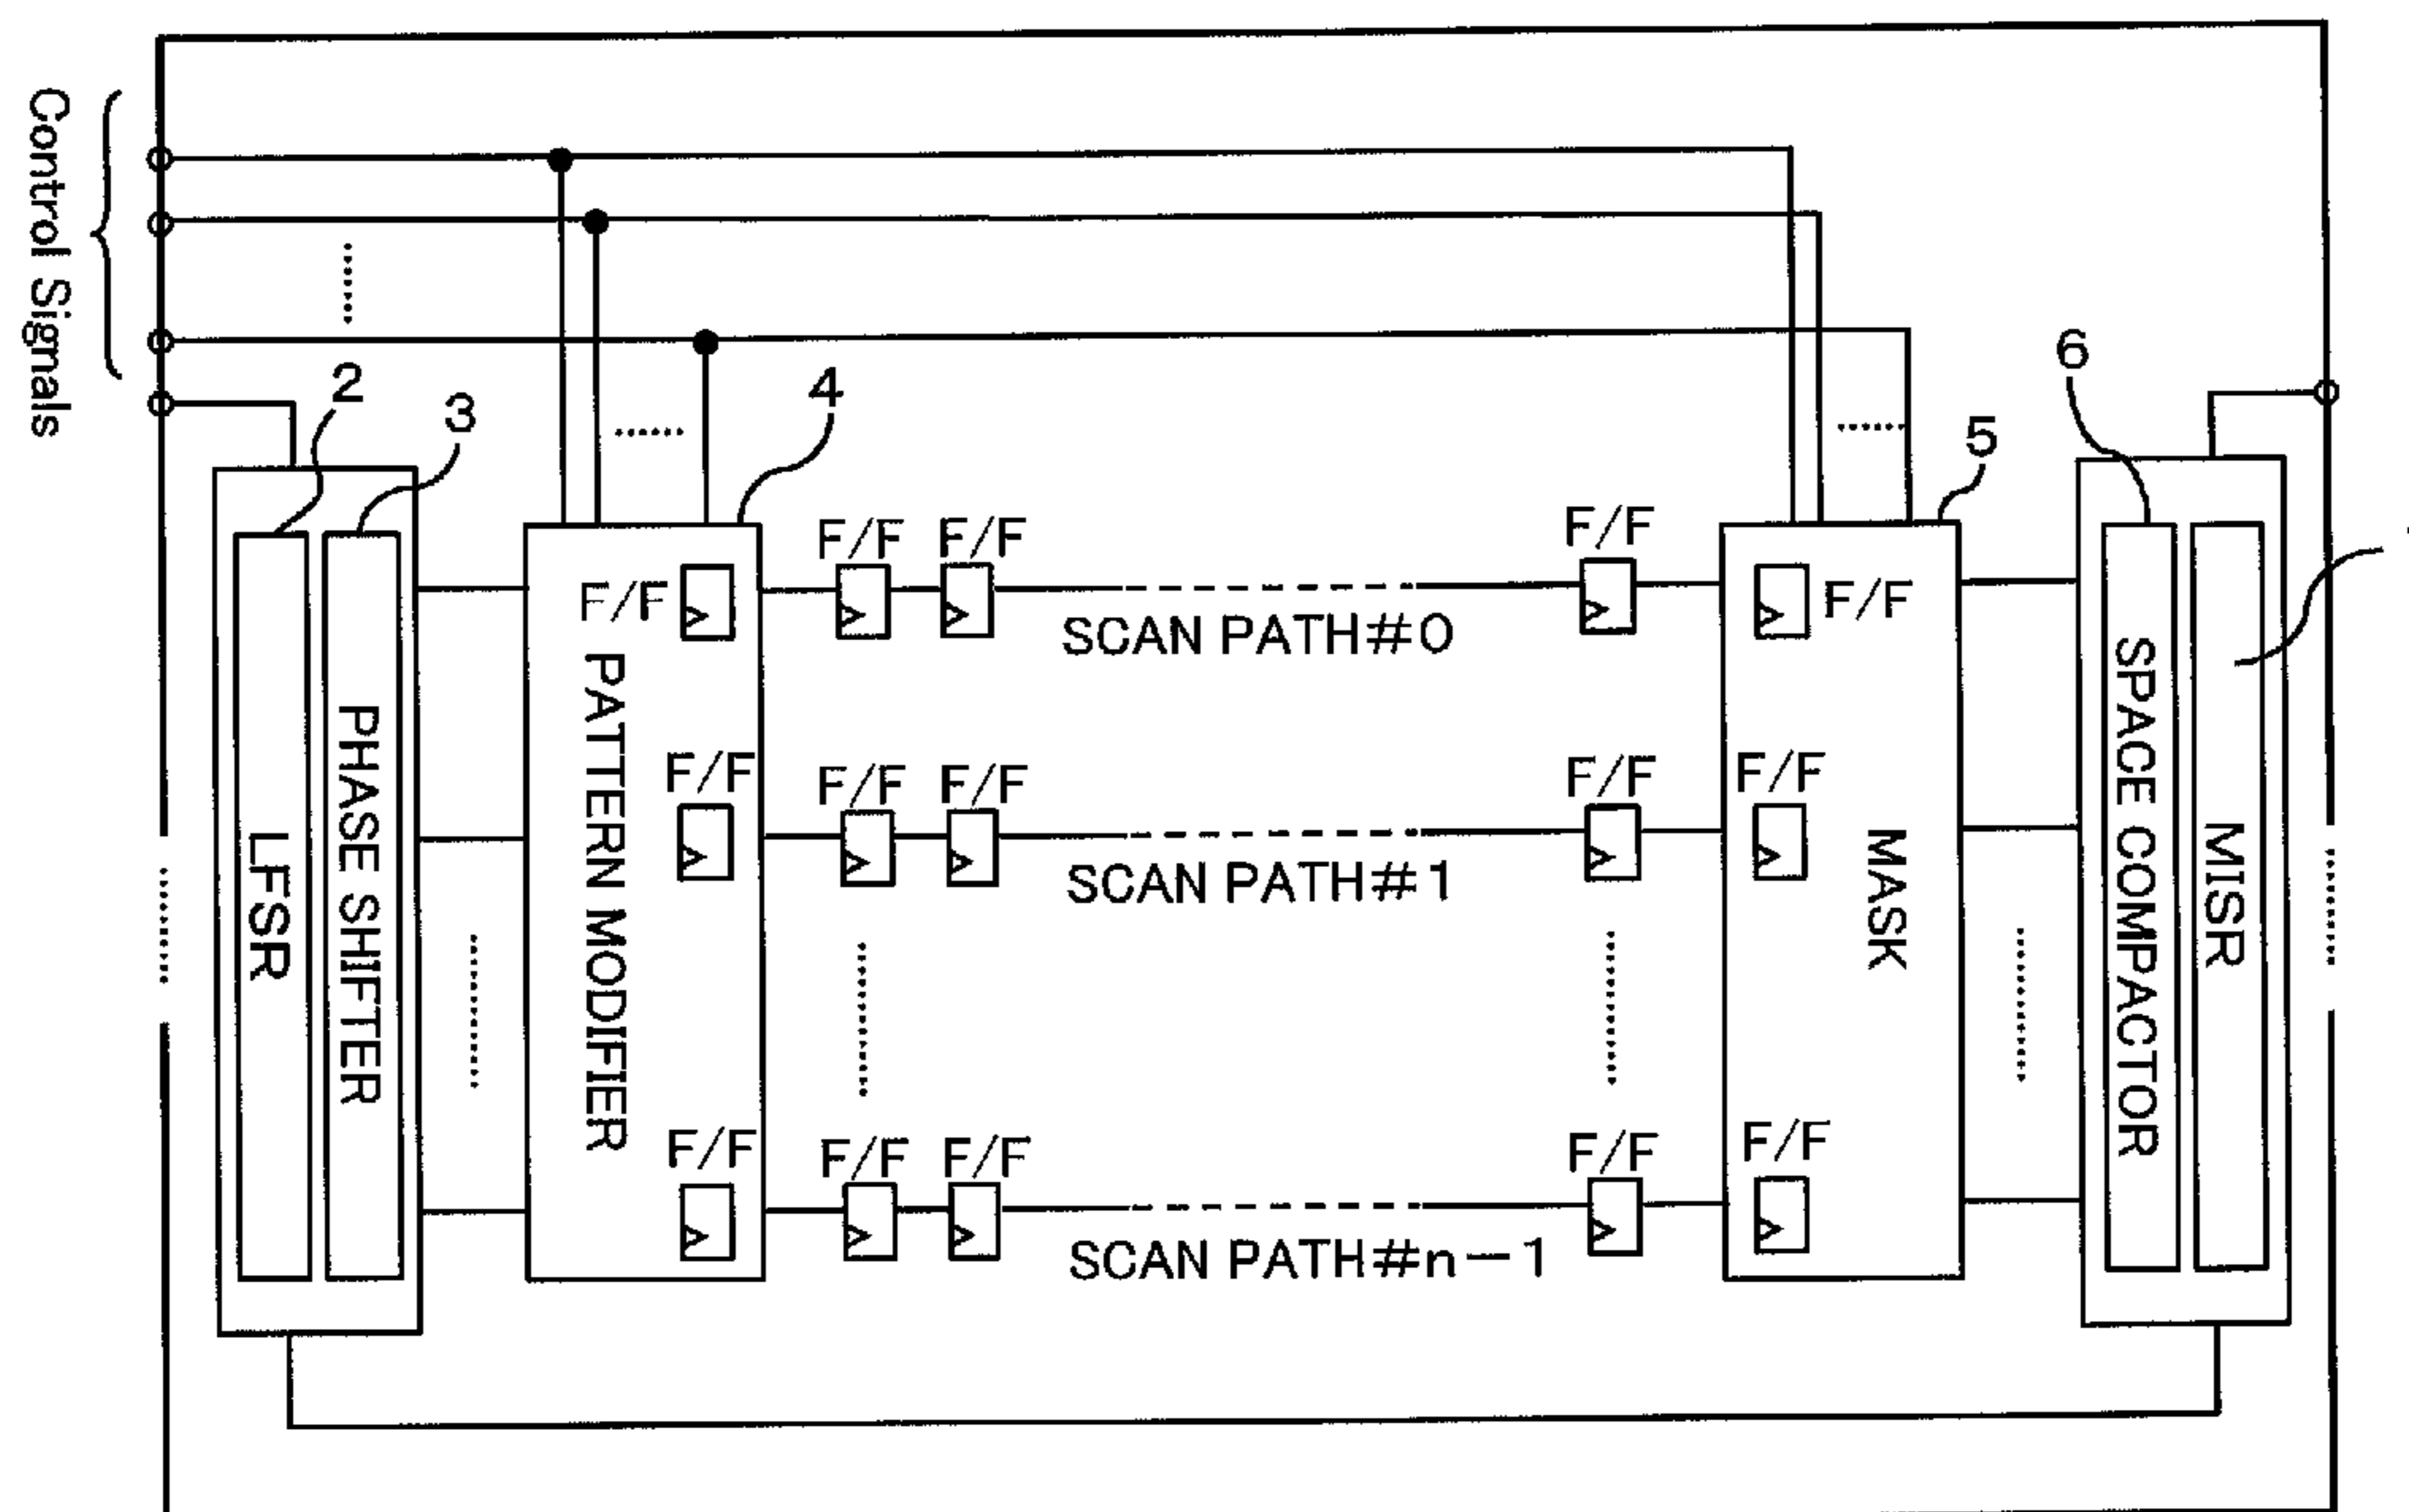 Control Signals
2
3
4
5
6
F/F
F/F
F/F
F/F
F/F
SCAN PATH#0
F/F
F/F
F/F
F/F
F/F
SCAN PATH#1
F/F
F/F
F/F
F/F
F/F
SCAN PATH#n-1
LFSR
PHASE SHIFTER
PATTERN MODIFIER
MASK
SPACE COMPACTOR
MISR